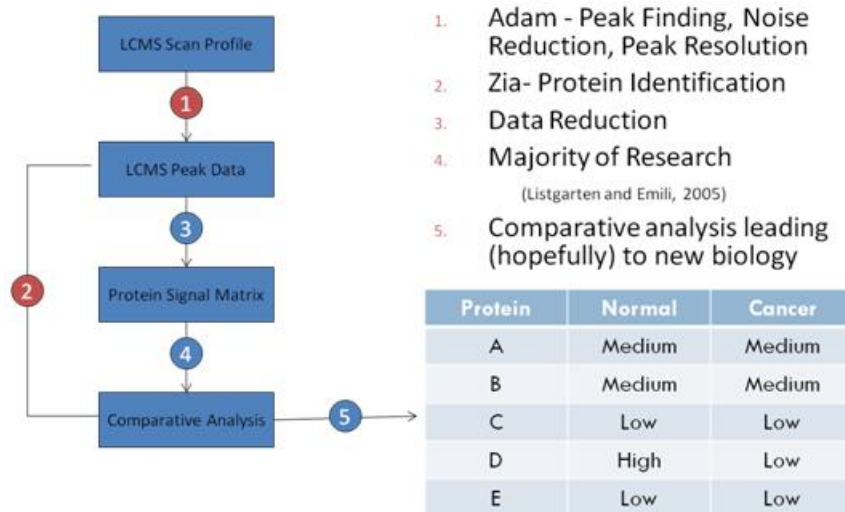 LCMS Scan Profile
1
LCMS Peak Data
3
2
Protein Signal Matrix
4
Comparative Analysis
5
1. Adam - Peak Finding, Noise
Reduction, Peak Resolution
2. Zia- Protein Identification
3. Data Reduction
4. Majority of Research
(Listgarten and Emili, 2005)
5. Comparative analysis leading
(hopefully) to new biology
Protein Normal Cancer
A Medium Medium
B Medium Medium
C Low Low
D High Low
E Low Low